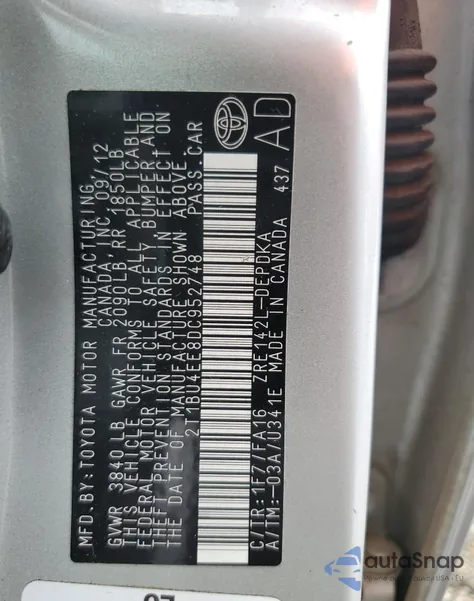 MFD.BY:TOYOTA MOTOR MANUFACTURING
CANADA, INC. 09/12
GVWR 3840 LB GAWR FR 2090LB, RR 1850LB
THIS VEHICLE CONFORMS TO ALL APPLICABLE
FEDERAL MOTOR VEHICLE SAFETY, BUMPER AND
THEFT PREVENTION STANDARDS IN EFFECT ON
THE DATE OF MANUFACTURE SHOWN ABOVE
2T1BU4EE8DC952748 PASS.CAR
C/TR:1F7/FA16 ZRE142L-DEPDKA
A/TM:-03A/U341E MADE IN CANADA 437
AD
autoSnap